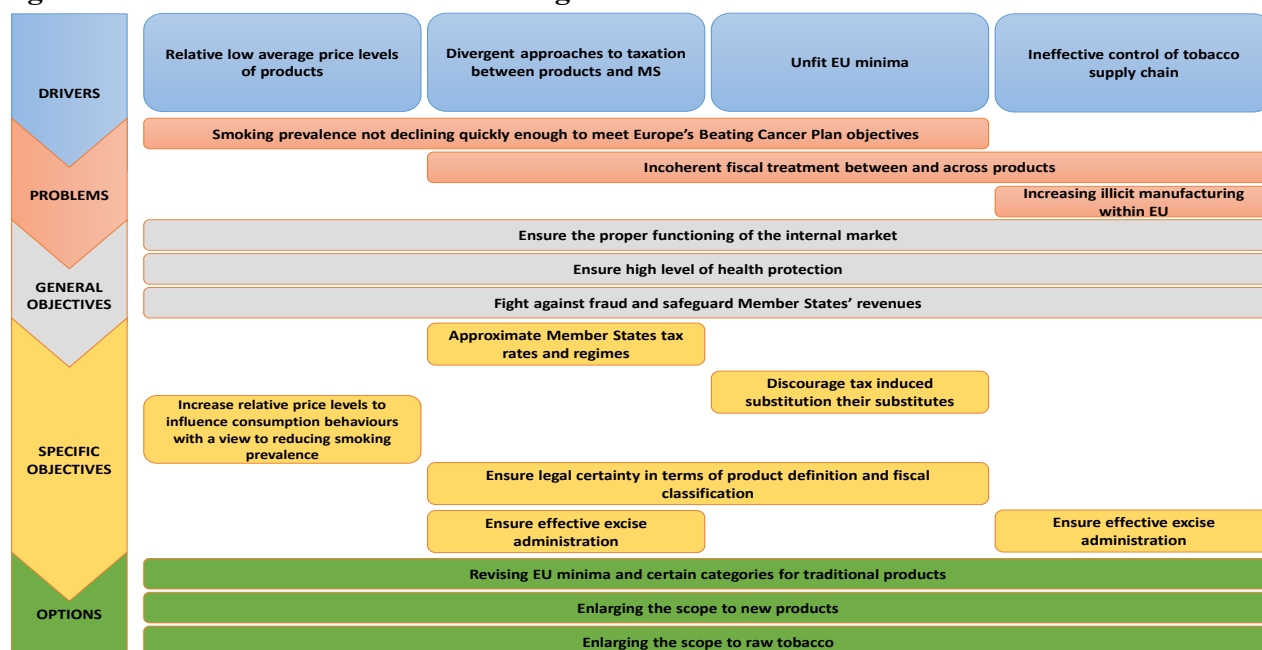 DRIVERS
Relative low average price levels
of products
Divergent approaches to taxation
between products and MS
Unfit EU minima
Ineffective control of tobacco
supply chain
PROBLEMS
Smoking prevalence not declining quickly enough to meet Europe's Beating Cancer Plan objectives
Incoherent fiscal treatment between and across products
Increasing illicit manufacturing
within EU
GENERAL
OBJECTIVES
Ensure the proper functioning of the internal market
Ensure high level of health protection
Fight against fraud and safeguard Member States' revenues
SPECIFIC
OBJECTIVES
Approximate Member States tax
rates and regimes
Discourage tax induced
substitution their substitutes
Increase relative price levels to
influence consumption behaviours
with a view to reducing smoking
prevalence
Ensure legal certainty in terms of product definition and fiscal
classification
Ensure effective excise
administration
Ensure effective excise
administration
OPTIONS
Revising EU minima and certain categories for traditional products
Enlarging the scope to new products
Enlarging the scope to raw tobacco